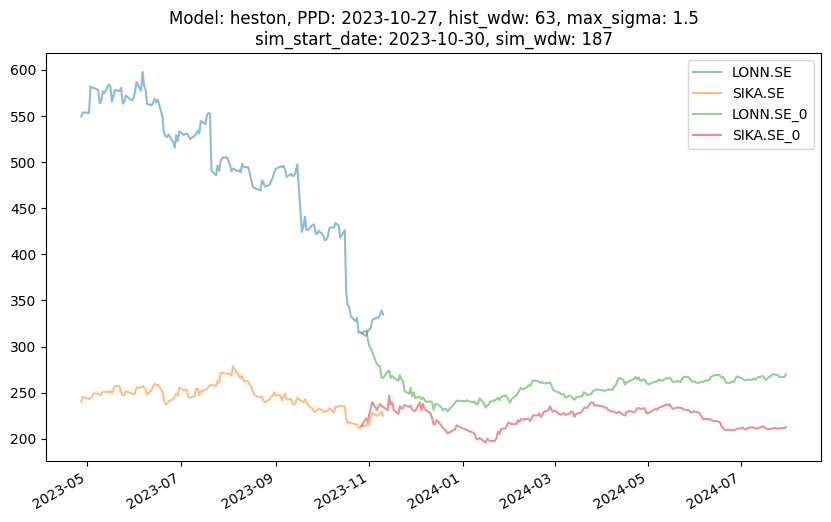 Model: heston, PPD: 2023-10-27, hist_wdw: 63, max_sigma: 1.5
sim_start_date: 2023-10-30, sim_wdw: 187
LONN.SE
SIKA.SE
LONN.SE_0
SIKA.SE_0
600
550
500
450
400
350
300
250
200
2023-05
2023-07
2023-09
2023-11
2024-01
2024-03
2024-05
2024-07